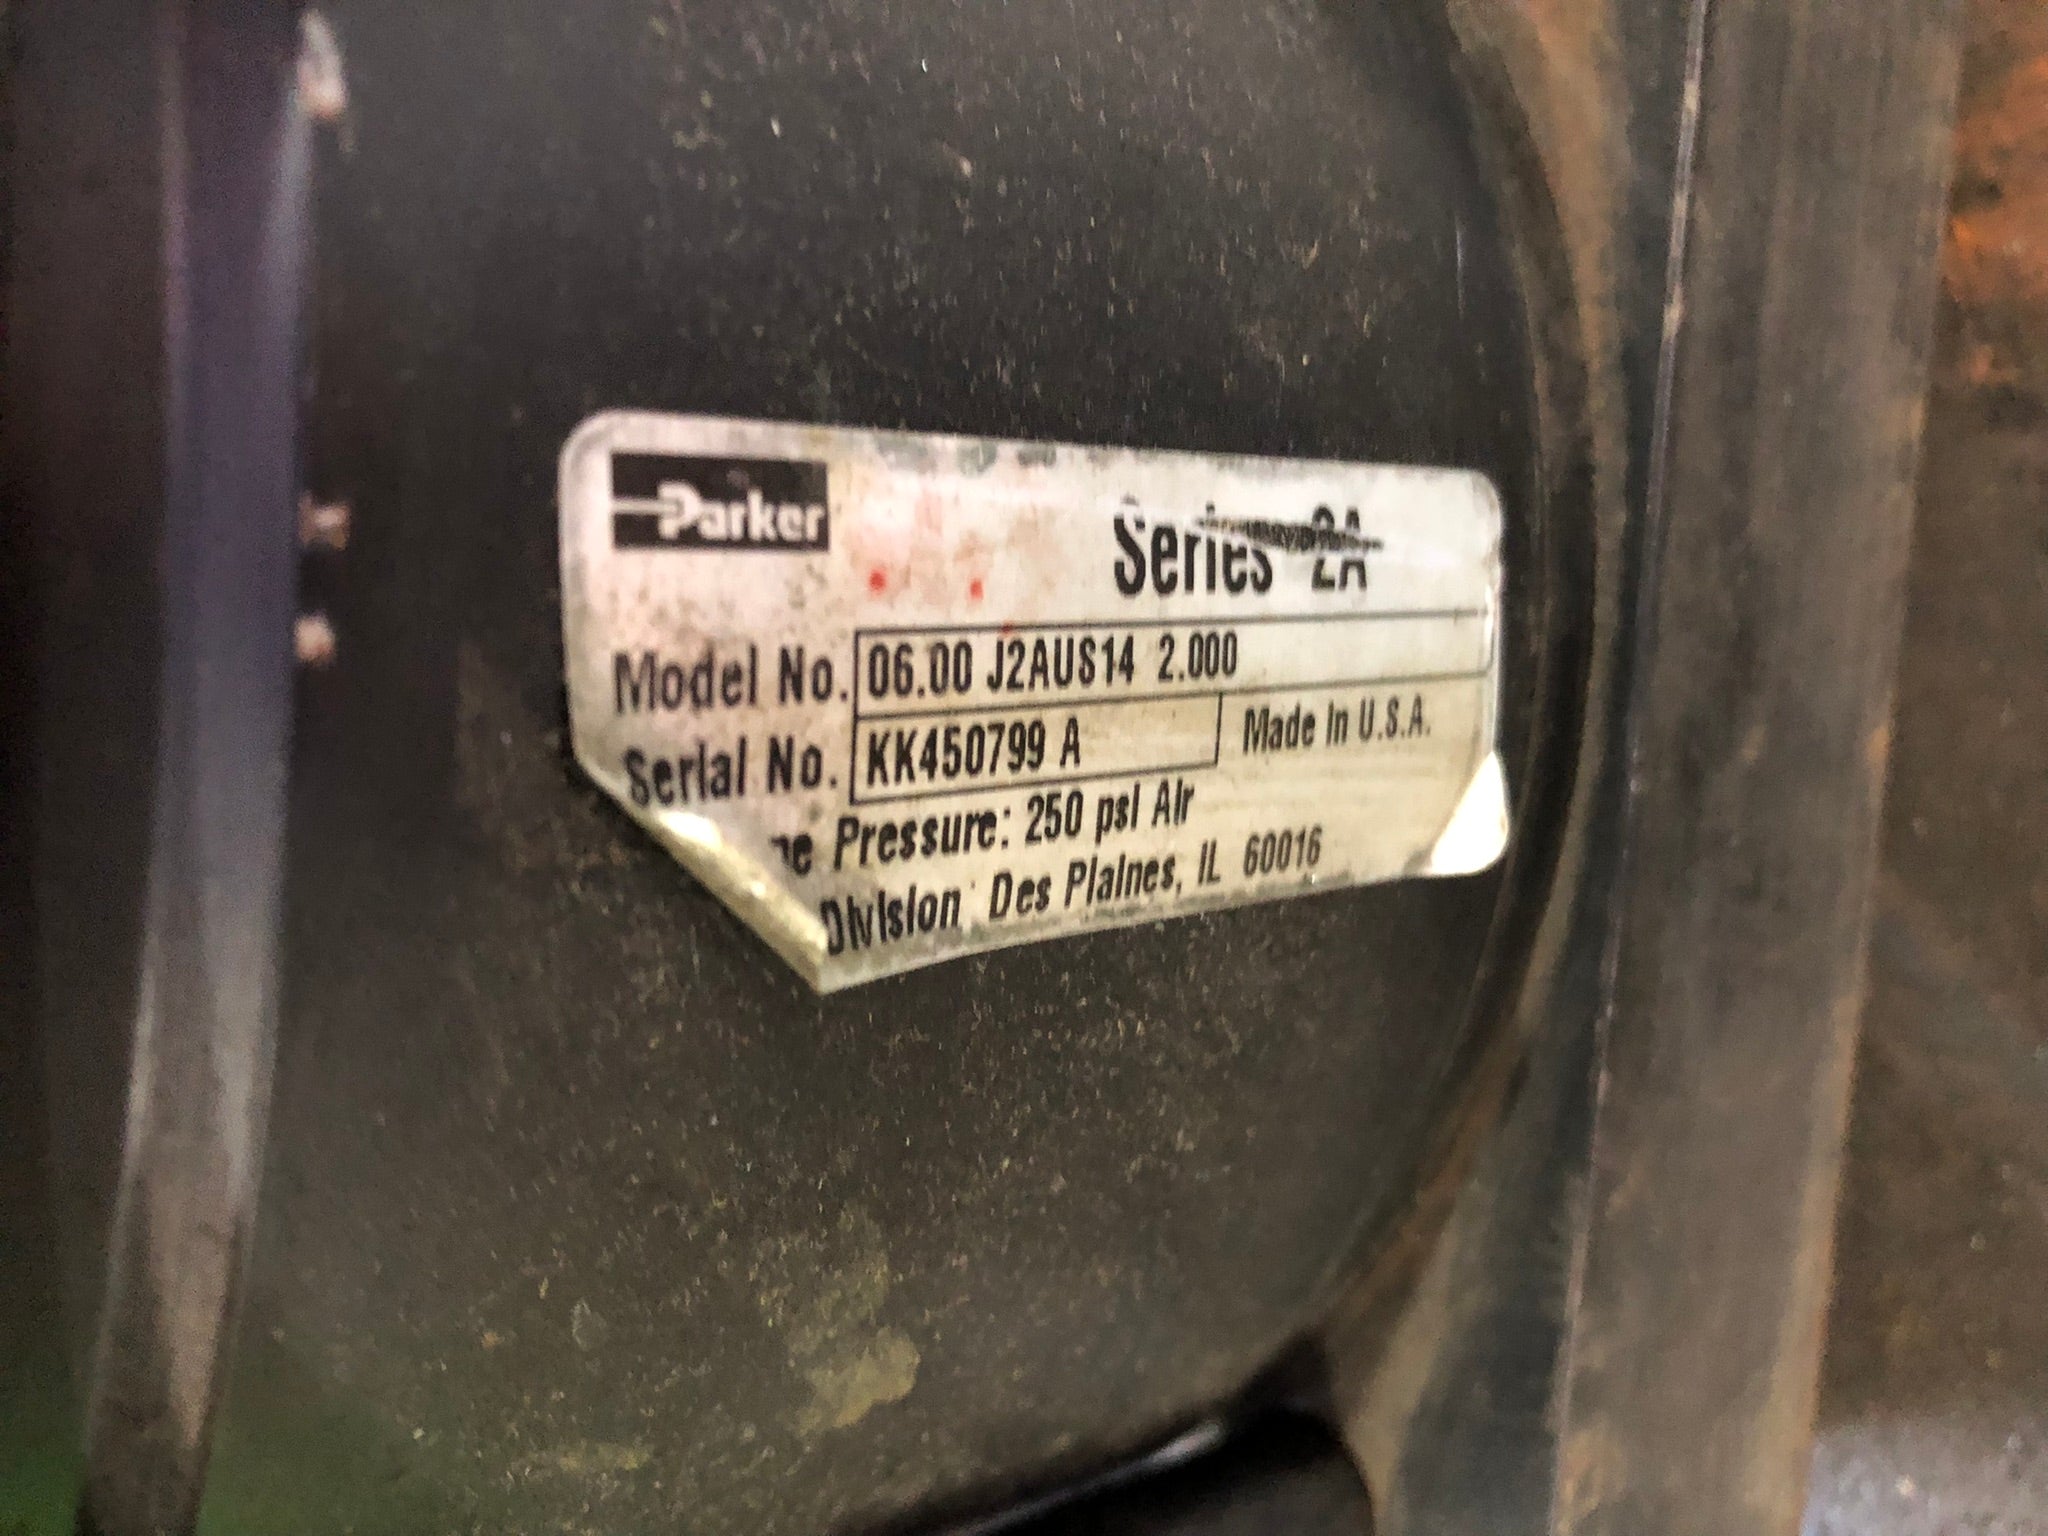 Parker
Series 2A
Model No. 06.00 J2AUS14 2.000
Serial No. KK450799 A Made In U.S.A.
Pressure: 250 psi Air
Division Des Plaines, IL 60016